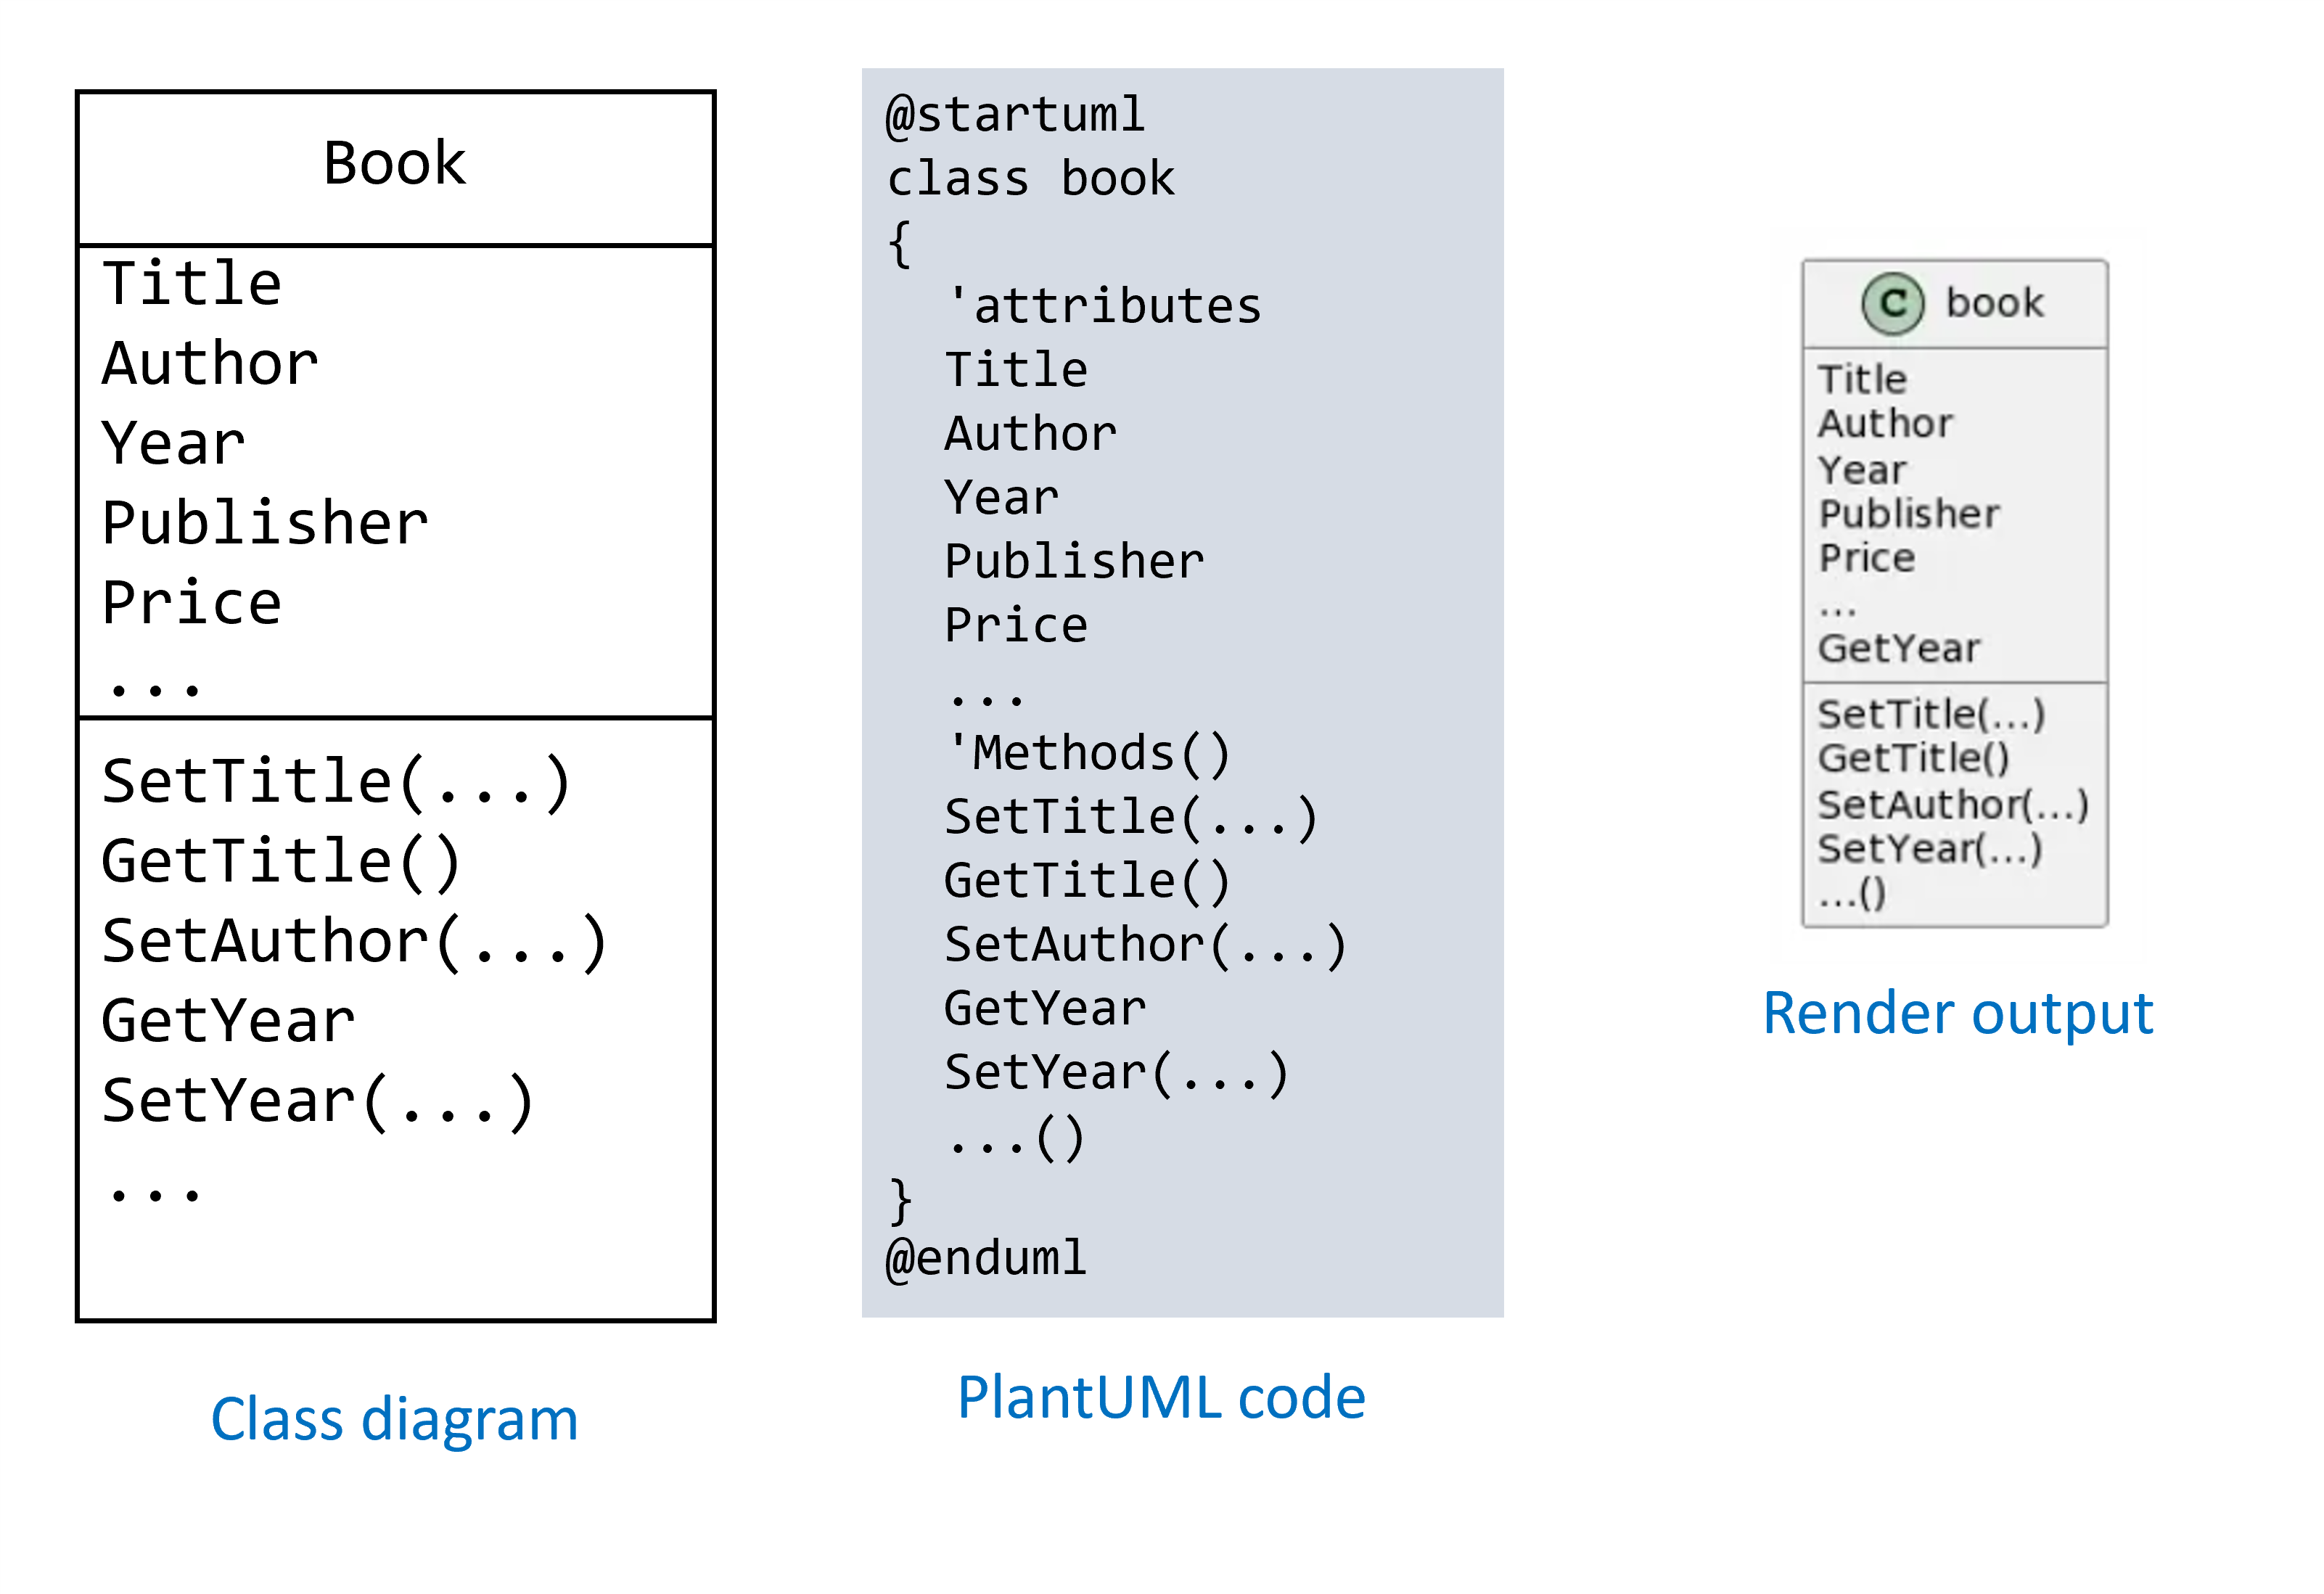 Book
Title
Author
Year
Publisher
Price
...
SetTitle(...)
GetTitle()
SetAuthor(...)
GetYear
SetYear(...)
...
Class diagram
@startuml
class book
{
'attributes
Title
Author
Year
Publisher
Price
...
'Methods()
SetTitle(...)
GetTitle()
SetAuthor(...)
GetYear
SetYear(...)
...()
}
@enduml
PlantUML code
C book
Title
Author
Year
Publisher
Price
...
GetYear
SetTitle(...)
GetTitle()
SetAuthor(...)
SetYear(...)
...()
Render output